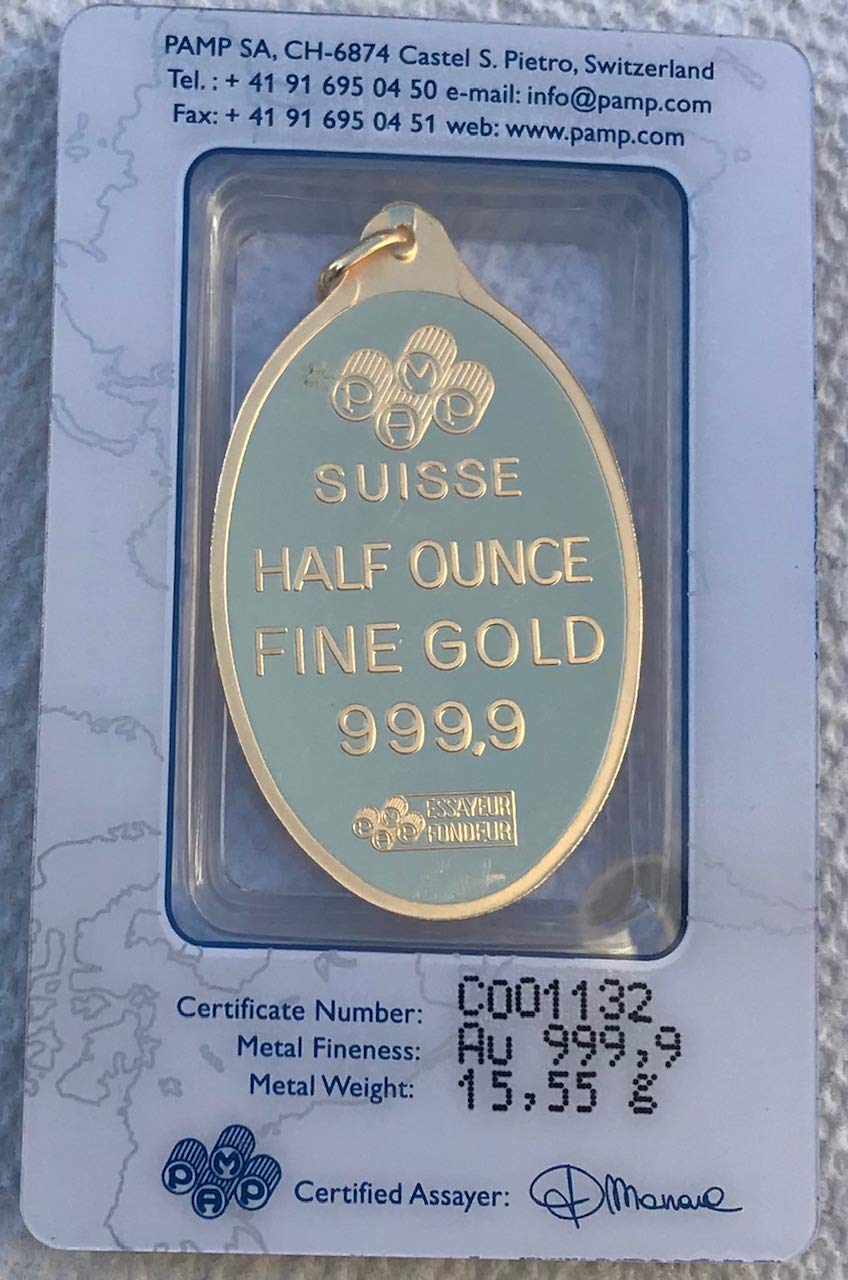 PAMP SA, CH-6874 Castel S. Pietro, Switzerland
Tel. : + 41 91 695 04 50 e-mail: info@pamp.com
Fax: + 41 91 695 04 51 web: www.pamp.com
PAMP
SUISSE
HALF OUNCE
FINE GOLD
999,9
PAMP ESSAYEUR
FONDEUR
Certificate Number: C001132
Metal Fineness: Au 999,9
Metal Weight: 15,55 g
PAMP Certified Assayer: